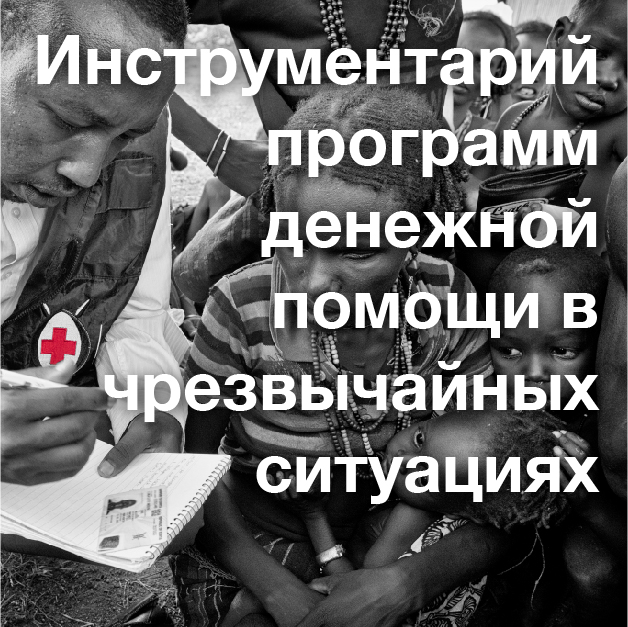 Инструментарий
программ
денежной
помощи в
чрезвычайных
ситуациях